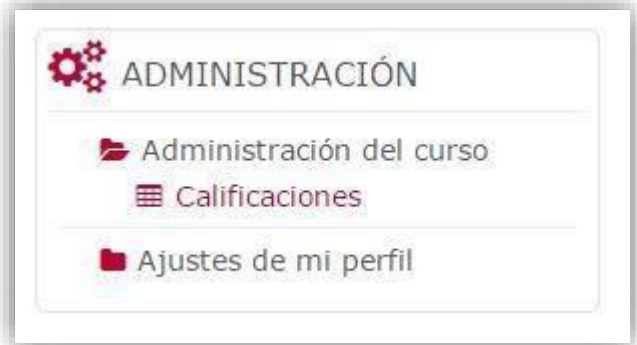 ADMINISTRACIÓN
Administración del curso
Calificaciones
Ajustes de mi perfil